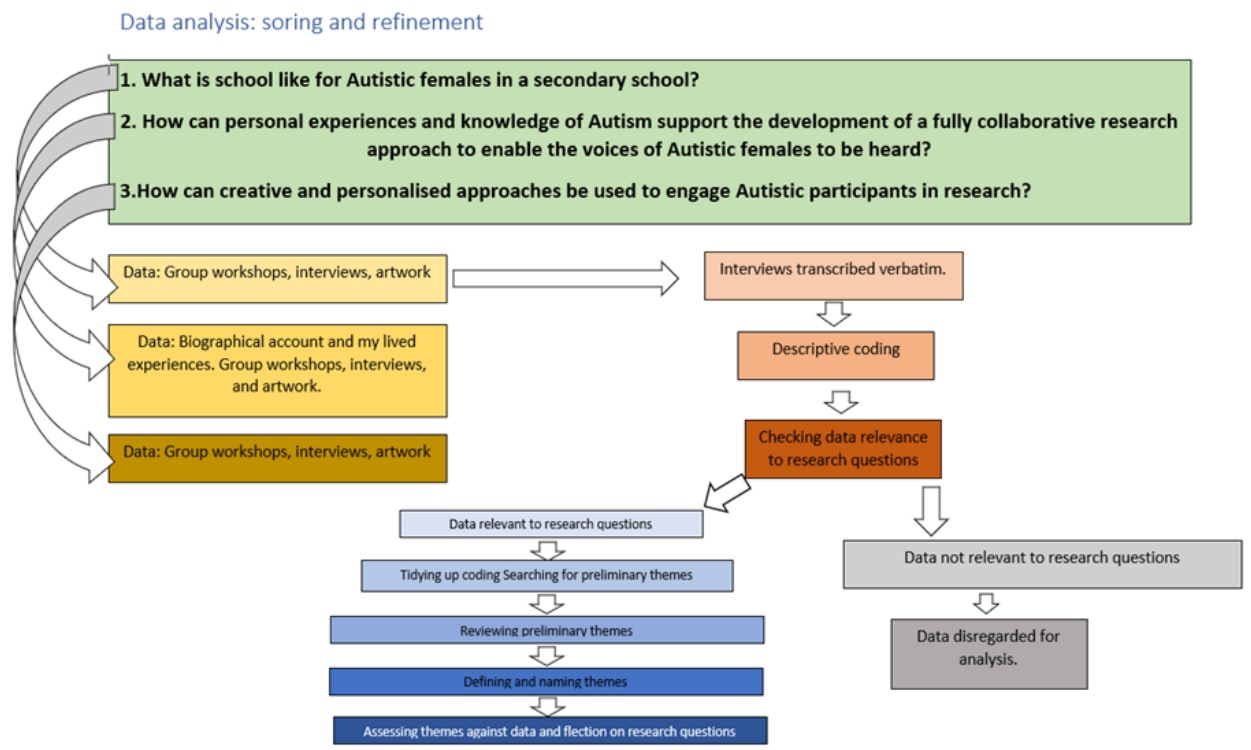 Data analysis: soring and refinement
1. What is school like for Autistic females in a secondary school?
2. How can personal experiences and knowledge of Autism support the development of a fully collaborative research
approach to enable the voices of Autistic females to be heard?
3.How can creative and personalised approaches be used to engage Autistic participants in research?
Data: Group workshops, interviews, artwork
Interviews transcribed verbatim.
Data: Biographical account and my lived
experiences. Group workshops, interviews,
and artwork.
Descriptive coding
Data: Group workshops, interviews, artwork
Checking data relevance
to research questions
Data relevant to research questions
Tidying up coding Searching for preliminary themes
Reviewing preliminary themes
Defining and naming themes
Assessing themes against data and flection on research questions
Data not relevant to research questions
Data disregarded for
analysis.